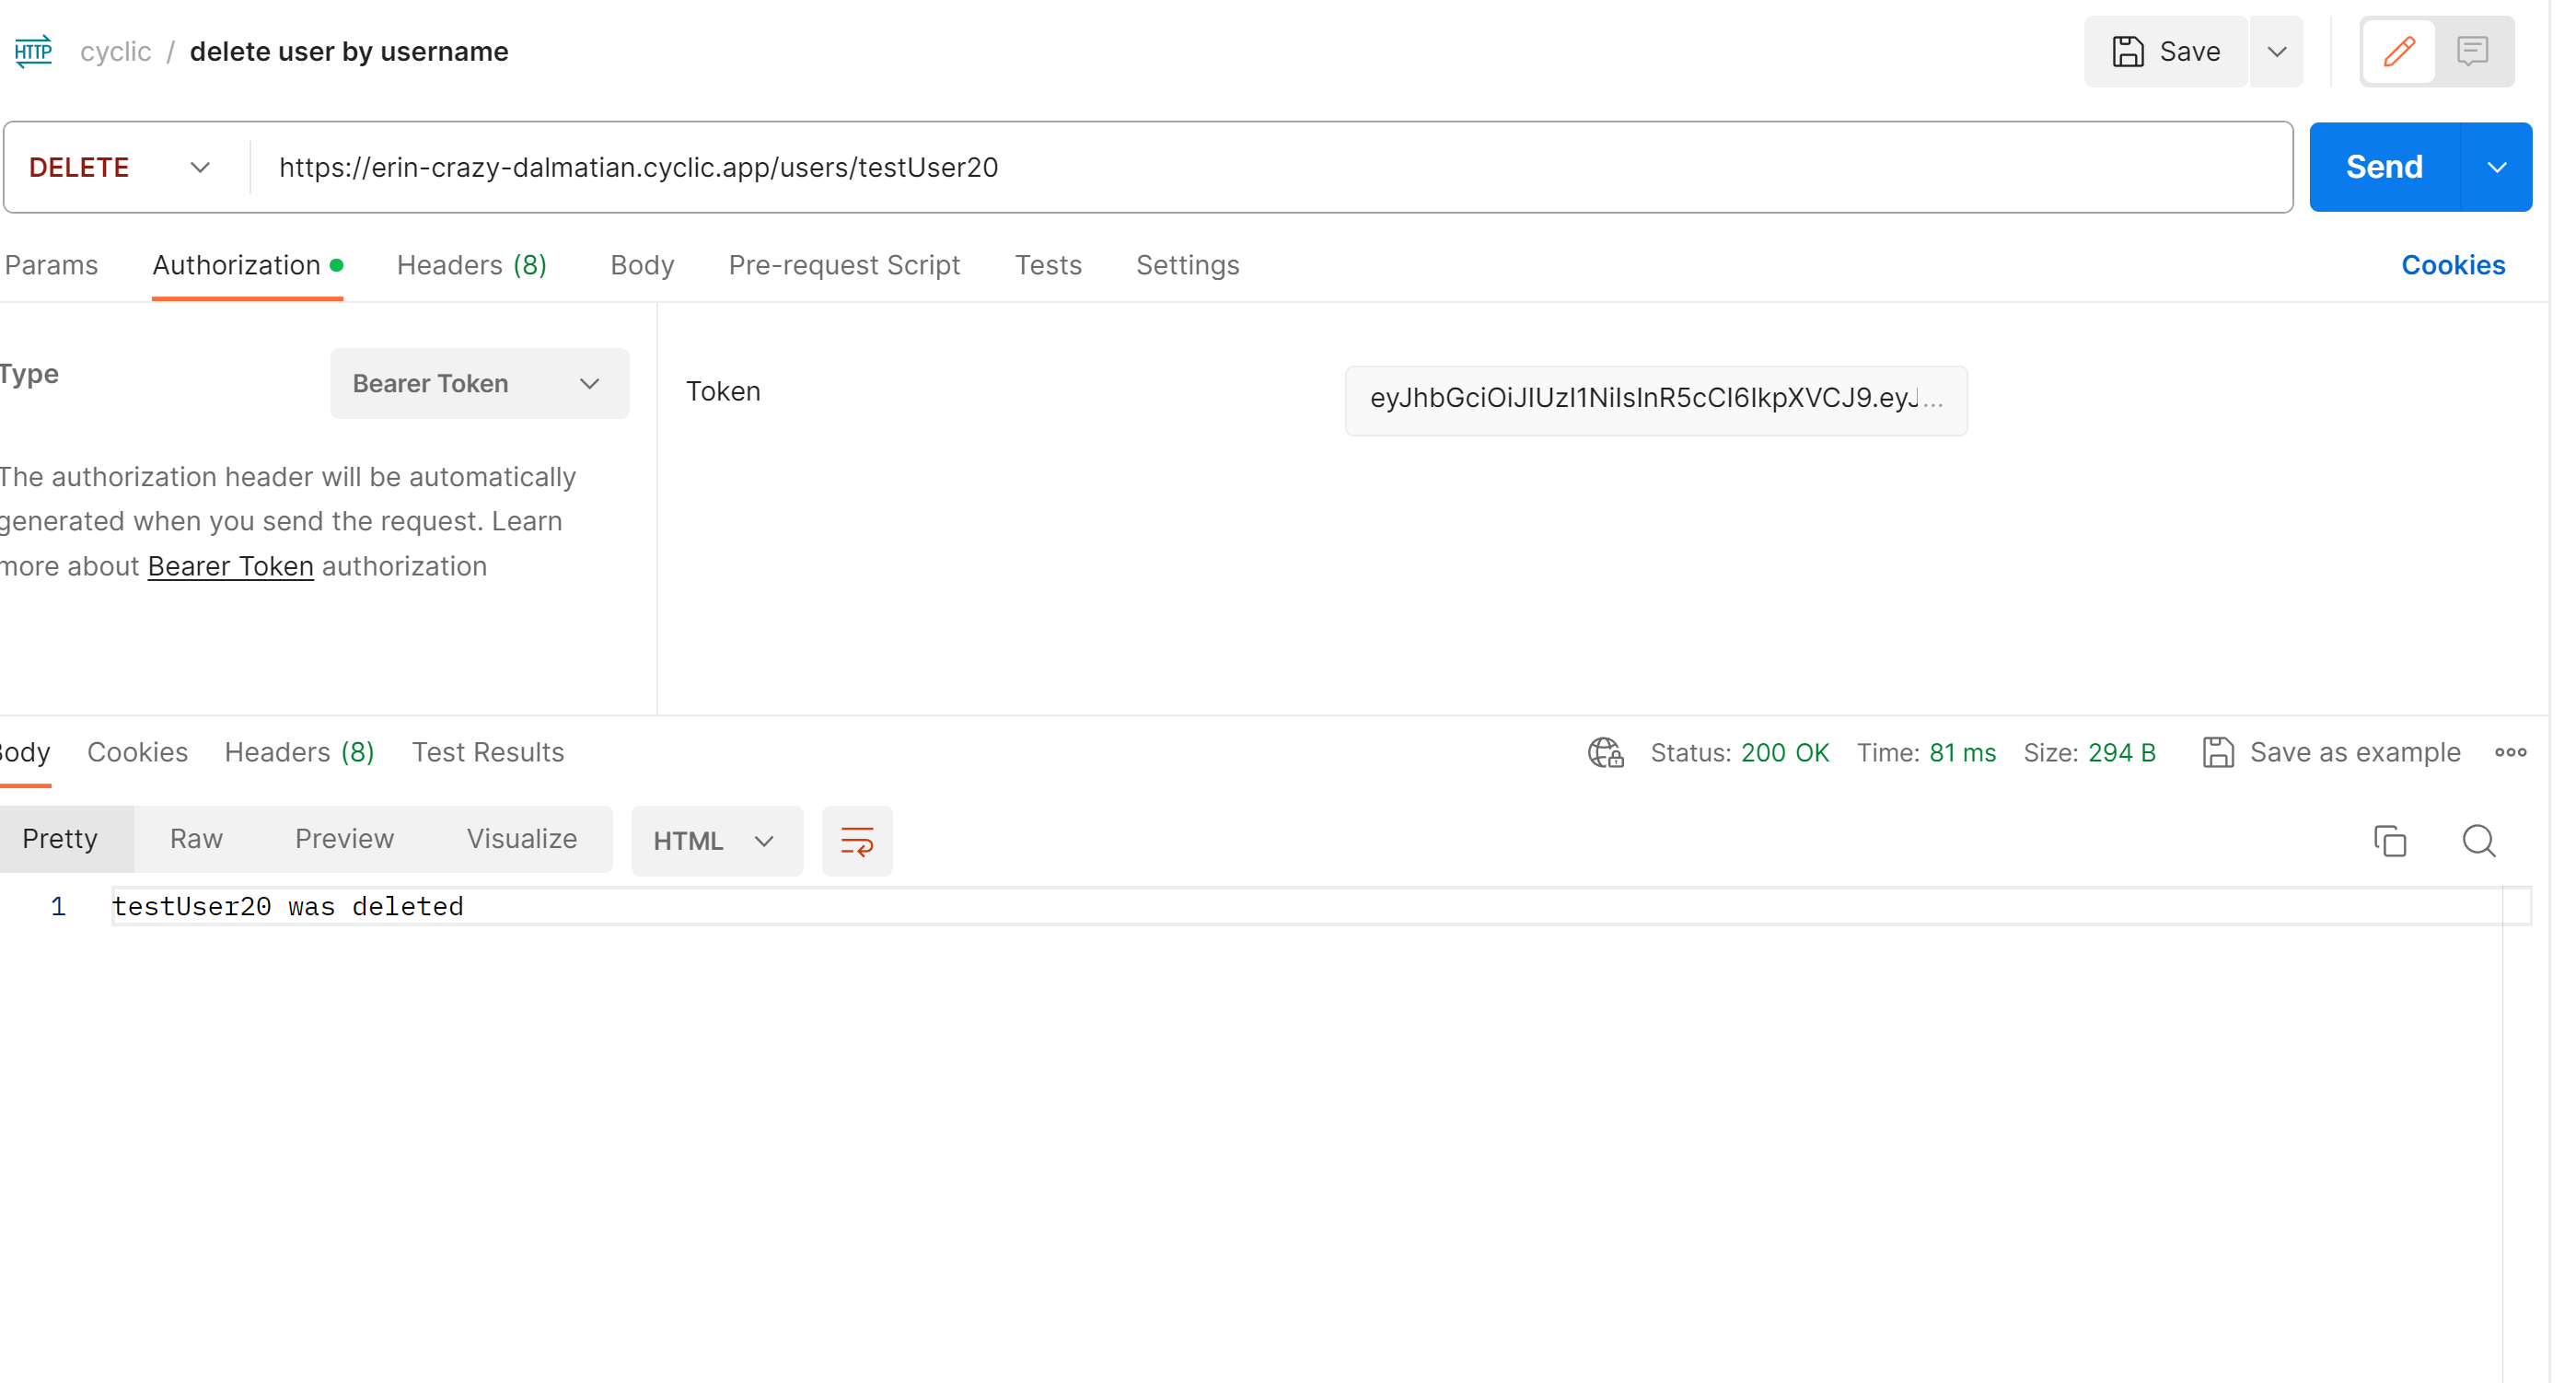 HTTP cyclic / delete user by username Save
DELETE https://erin-crazy-dalmatian.cyclic.app/users/testUser20 Send
Params Authorization Headers (8) Body Pre-request Script Tests Settings Cookies
Type Bearer Token Token eyJhbGciOiJIUzI1NiIsInR5cCI6IkpXVCJ9.eyJ...
The authorization header will be automatically
generated when you send the request. Learn
more about Bearer Token authorization
Body Cookies Headers (8) Test Results Status: 200 OK Time: 81 ms Size: 294 B Save as example
Pretty Raw Preview Visualize HTML
1 testUser20 was deleted